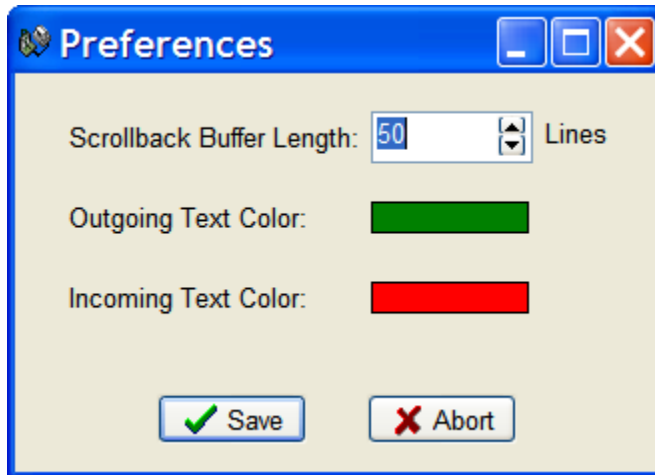 Preferences
Scrollback Buffer Length: 50 Lines
Outgoing Text Color:
Incoming Text Color:
Save Abort